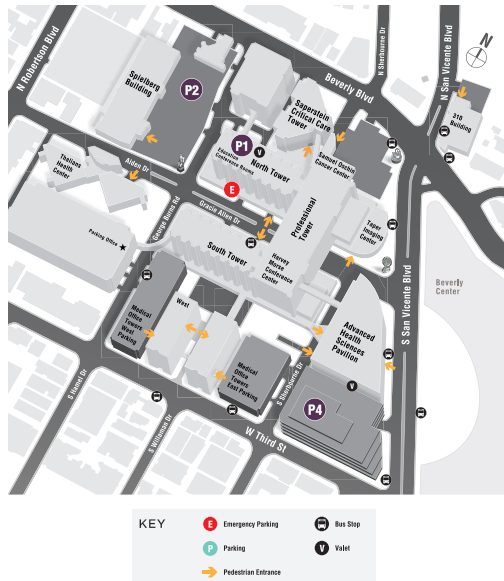 N Robertson Blvd
Spielberg
Building
P2
Beverly Blvd
N Sherbourne Dr
N San Vicente Blvd
N
310
Building
Saperstein
Critical Care
Tower
P1
V
Education
Conference Rooms
North Tower
Samuel Oschin
Cancer Center
E
Alden Dr
Thalians
Health
Center
Gracie Allen Dr
George Burns Rd
Parking Office
Professional
Tower
Taper
Imaging
Center
South Tower
Harvey
Morse
Conference
Center
S San Vicente Blvd
Beverly
Center
Medical
Office
Towers
West
Parking
West
Medical
Office
Towers
East Parking
Advanced
Health
Sciences
Pavilion
V
S Sherbourne Dr
P4
S Hamel Dr
S Willaman Dr
W Third St
KEY
E Emergency Parking
Bus Stop
P Parking
V Valet
Pedestrian Entrance